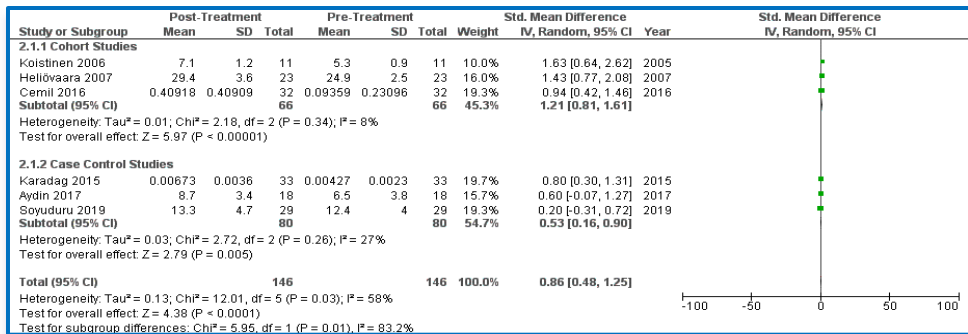 Post-Treatment Pre-Treatment Std. Mean Difference Std. Mean Difference
Study or Subgroup Mean SD Total Mean SD Total Weight IV, Random, 95% CI Year IV, Random, 95% CI
2.1.1 Cohort Studies
Koistinen 2006 7.1 1.2 11 5.3 0.9 11 10.0% 1.63 [0.64, 2.62] 2005
Heliövaara 2007 29.4 3.6 23 24.9 2.5 23 16.0% 1.43 [0.77, 2.08] 2007
Cemil 2016 0.40918 0.40909 32 0.09359 0.23096 32 19.3% 0.94 [0.42, 1.46] 2016
Subtotal (95% CI) 66 66 45.3% 1.21 [0.81, 1.61]
Heterogeneity: Tau² = 0.01; Chi² = 2.18, df = 2 (P = 0.34); I² = 8%
Test for overall effect: Z = 5.97 (P < 0.00001)
2.1.2 Case Control Studies
Karadag 2015 0.00673 0.0036 33 0.00427 0.0023 33 19.7% 0.80 [0.30, 1.31] 2015
Aydin 2017 8.7 3.4 18 6.5 3.8 18 15.7% 0.60 [-0.07, 1.27] 2017
Soyuduru 2019 13.3 4.7 29 12.4 4 29 19.3% 0.20 [-0.31, 0.72] 2019
Subtotal (95% CI) 80 80 54.7% 0.53 [0.16, 0.90]
Heterogeneity: Tau² = 0.03; Chi² = 2.72, df = 2 (P = 0.26); I² = 27%
Test for overall effect: Z = 2.79 (P = 0.005)
Total (95% CI) 146 146 100.0% 0.86 [0.48, 1.25]
Heterogeneity: Tau² = 0.13; Chi² = 12.01, df = 5 (P = 0.03); I² = 58%
Test for overall effect: Z = 4.38 (P < 0.0001)
Test for subgroup differences: Chi² = 5.95, df = 1 (P = 0.01), I² = 83.2%
-100 -50 0 50 100